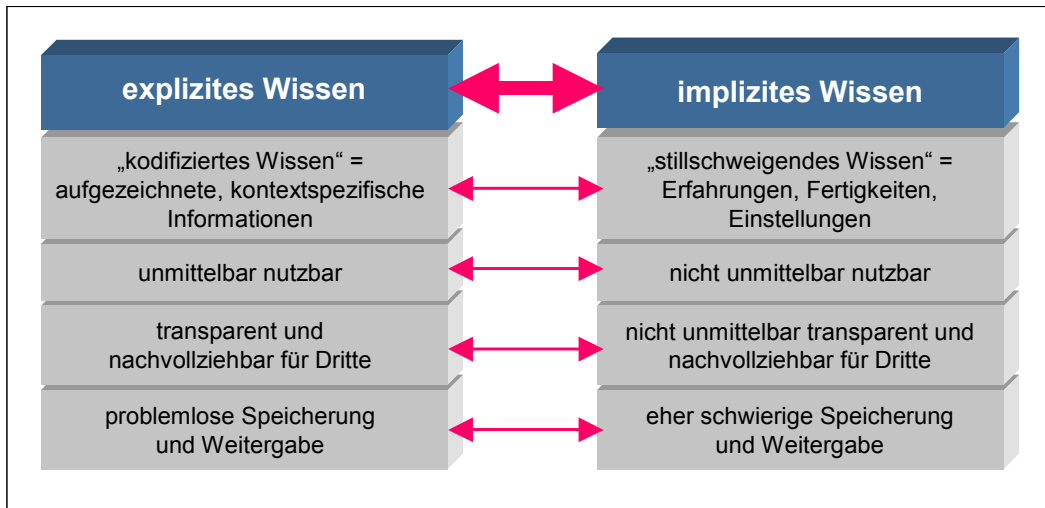 explizites Wissen
implizites Wissen
„kodifiziertes Wissen“ =
aufgezeichnete, kontextspezifische
Informationen
„stillschweigendes Wissen“ =
Erfahrungen, Fertigkeiten,
Einstellungen
unmittelbar nutzbar
nicht unmittelbar nutzbar
transparent und
nachvollziehbar für Dritte
nicht unmittelbar transparent und
nachvollziehbar für Dritte
problemlose Speicherung
und Weitergabe
eher schwierige Speicherung
und Weitergabe